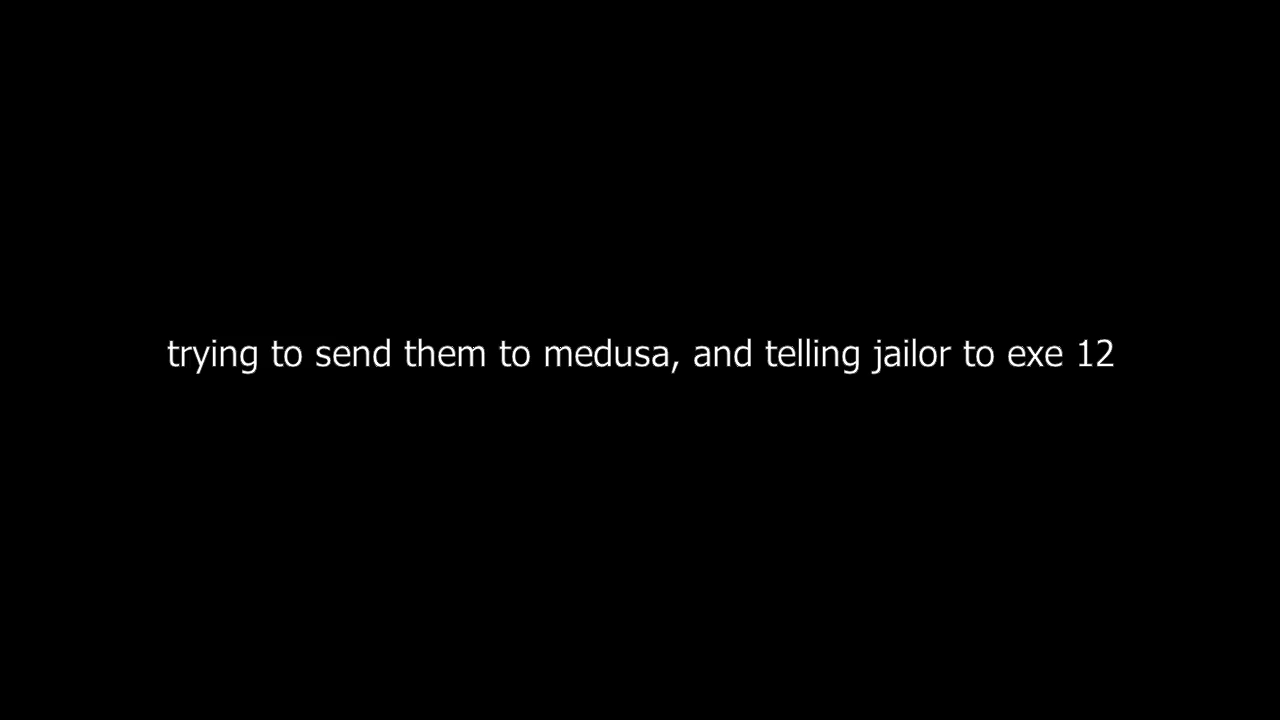 trying to send them to medusa, and telling jailor to exe 12